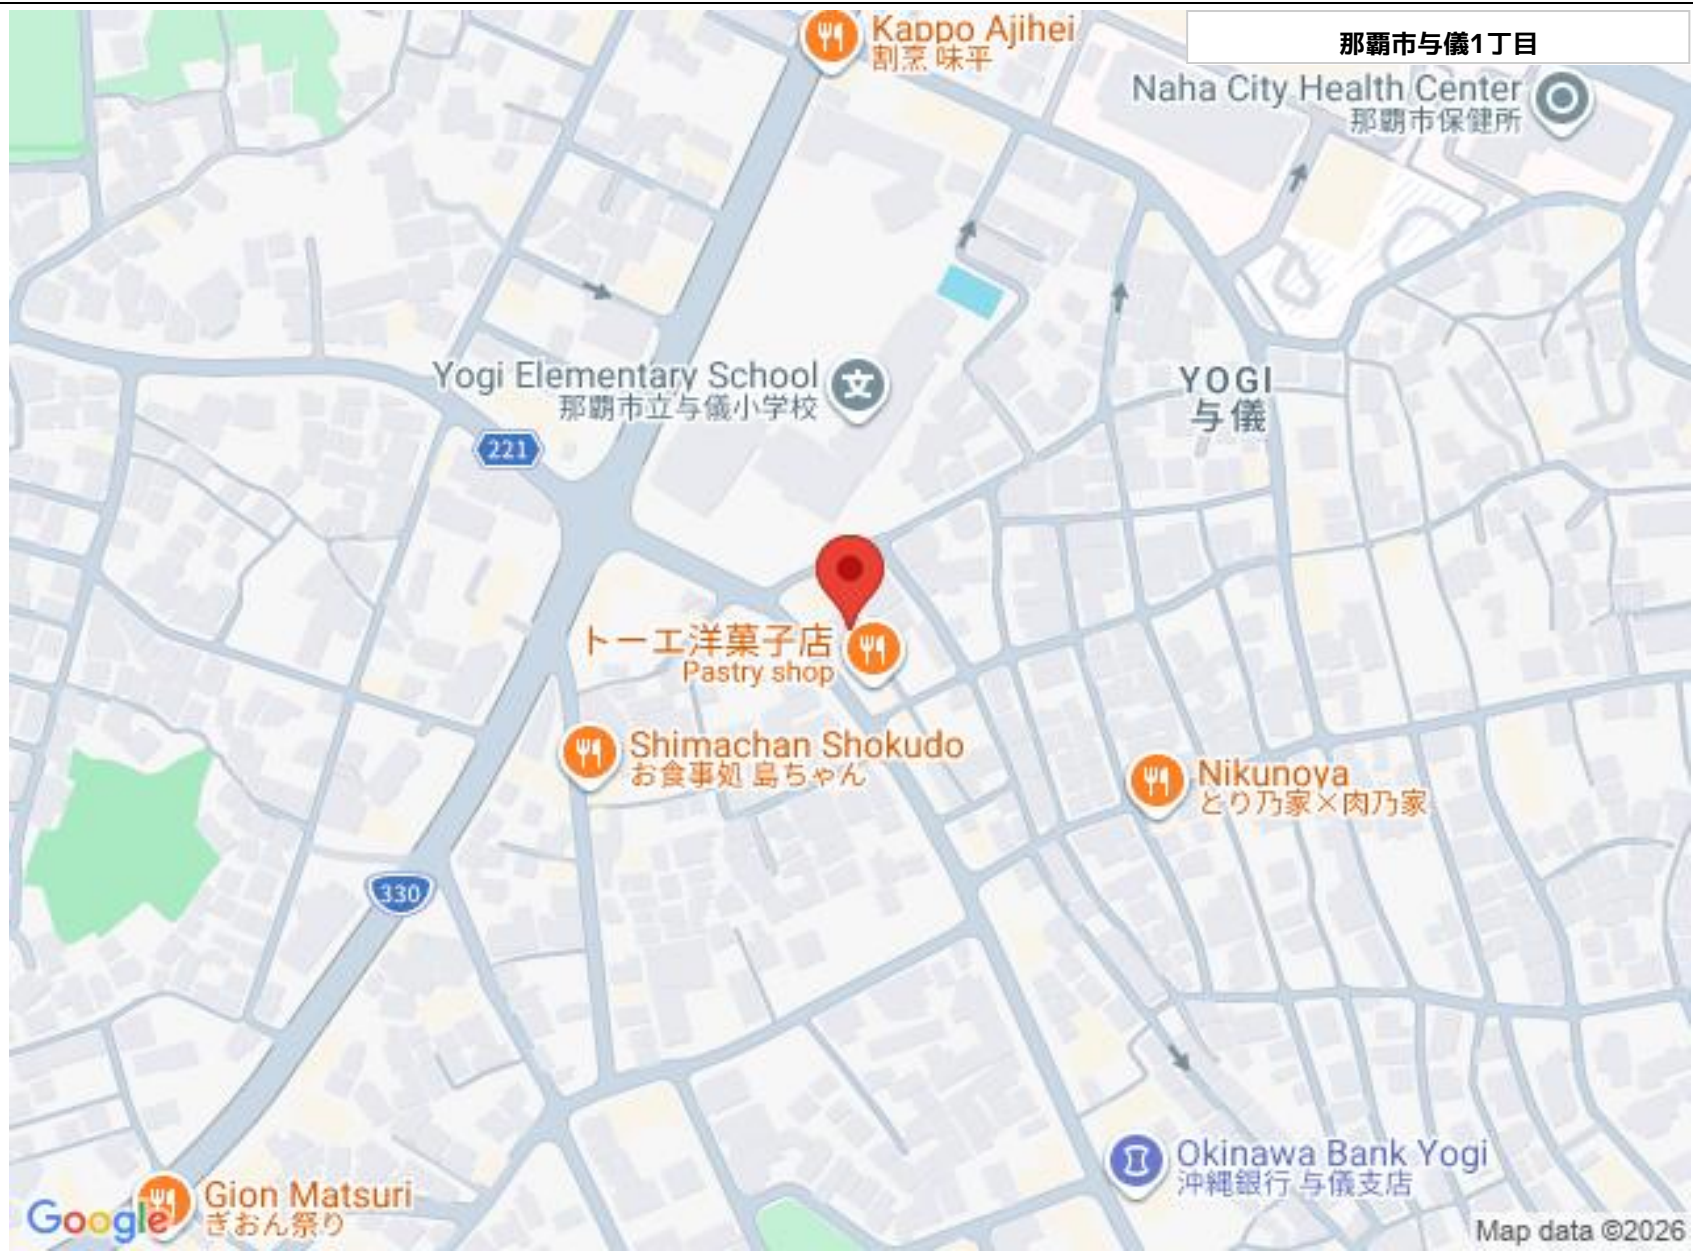 那覇市与儀1丁目
Kappo Ajihei
割烹 味平
Naha City Health Center
那覇市保健所
Yogi Elementary School
那覇市立与儀小学校
文
YOGI
与儀
221
トーエ洋菓子店
Pastry shop
Shimachan Shokudo
お食事処 島ちゃん
Nikunoya
とり乃家×肉乃家
330
Okinawa Bank Yogi
沖縄銀行 与儀支店
Gion Matsuri
ぎおん祭り
Google
Map data ©2026